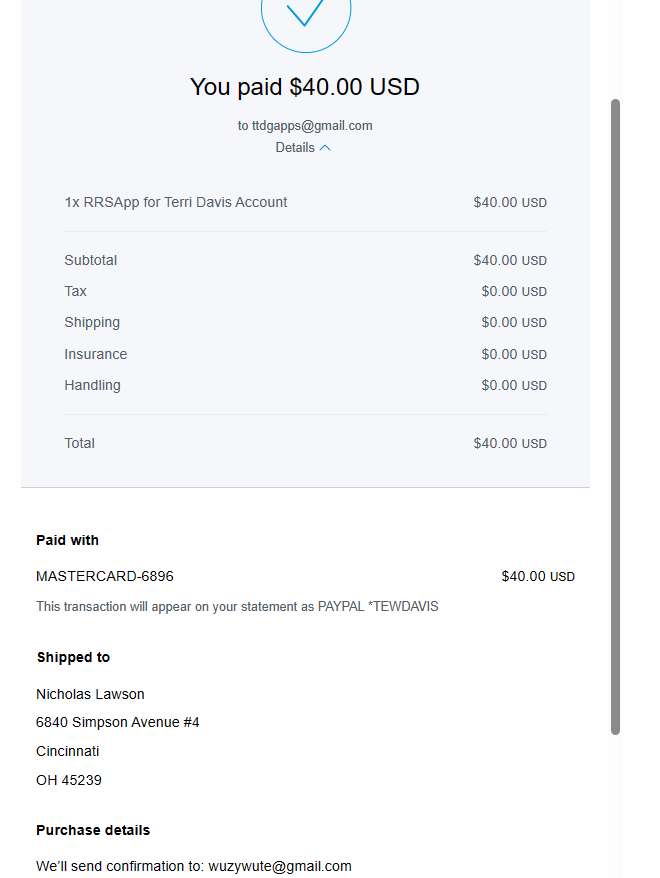 You paid $40.00 USD
to ttdgapps@gmail.com
Details
1x RRSApp for Terri Davis Account $40.00 USD
Subtotal $40.00 USD
Tax $0.00 USD
Shipping $0.00 USD
Insurance $0.00 USD
Handling $0.00 USD
Total $40.00 USD
Paid with
MASTERCARD-6896 $40.00 USD
This transaction will appear on your statement as PAYPAL *TEWDAVIS
Shipped to
Nicholas Lawson
6840 Simpson Avenue #4
Cincinnati
OH 45239
Purchase details
We’ll send confirmation to: wuzywute@gmail.com